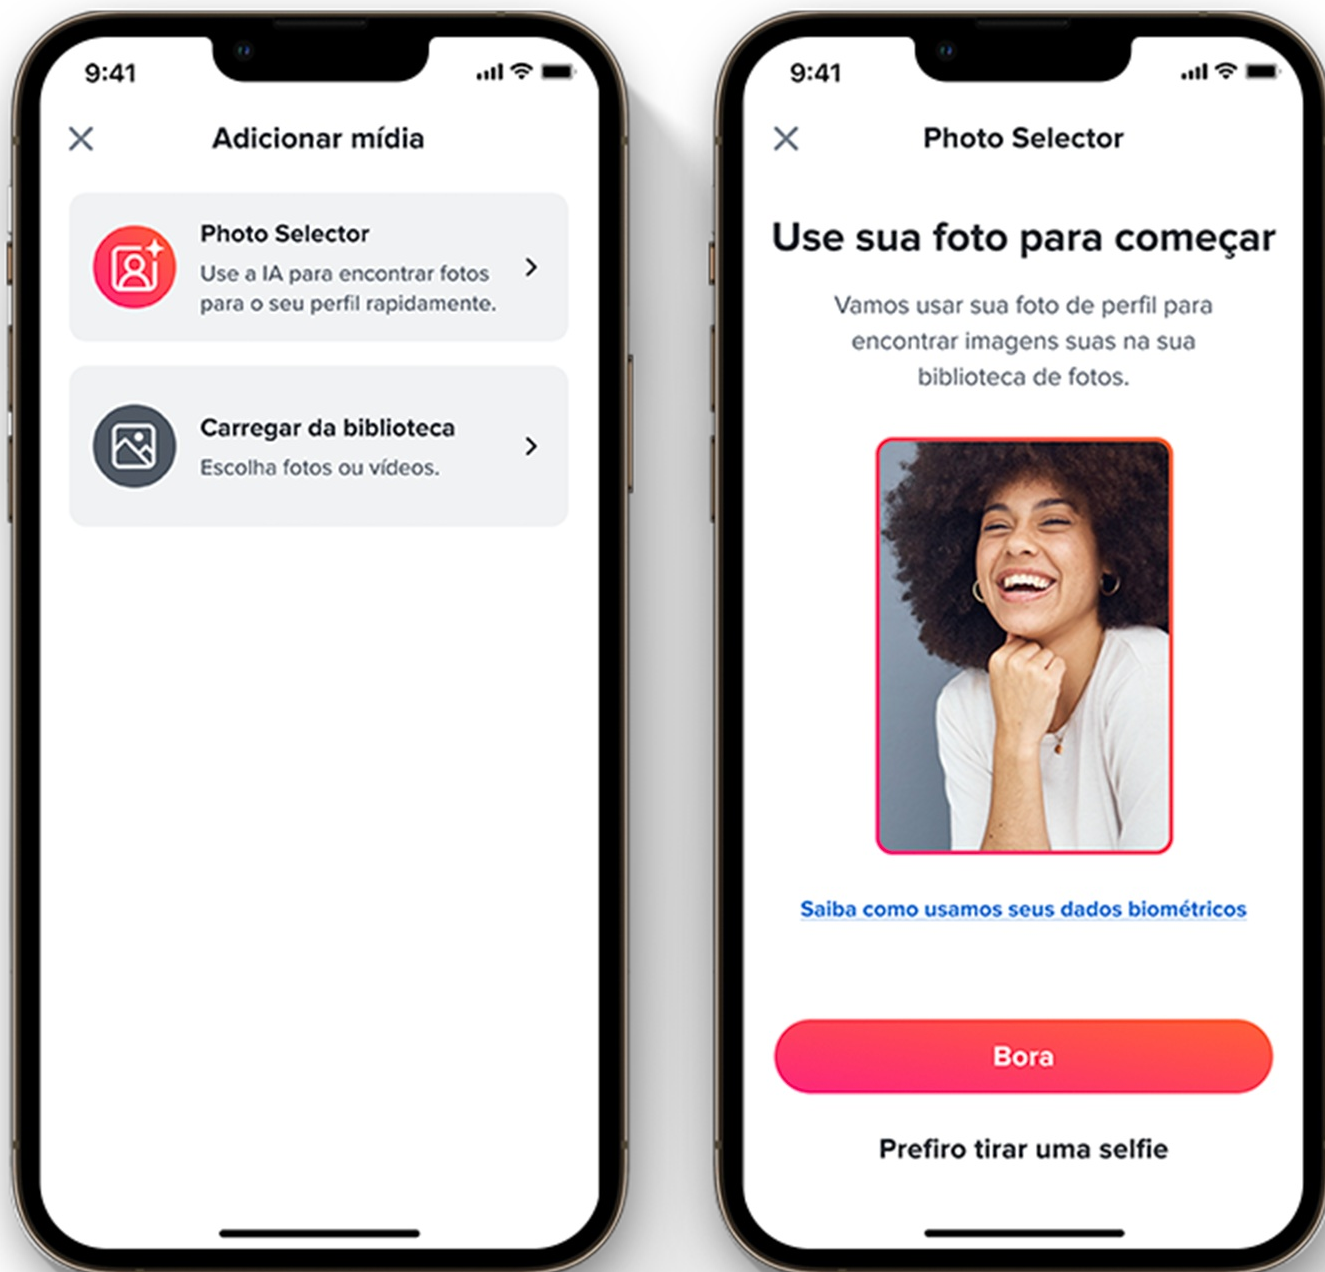 9:41
Adicionar mídia
Photo Selector
Use a IA para encontrar fotos
para o seu perfil rapidamente.
Carregar da biblioteca
Escolha fotos ou vídeos.
9:41
Photo Selector
Use sua foto para começar
Vamos usar sua foto de perfil para
encontrar imagens suas na sua
biblioteca de fotos.
Saiba como usamos seus dados biométricos
Bora
Prefiro tirar uma selfie